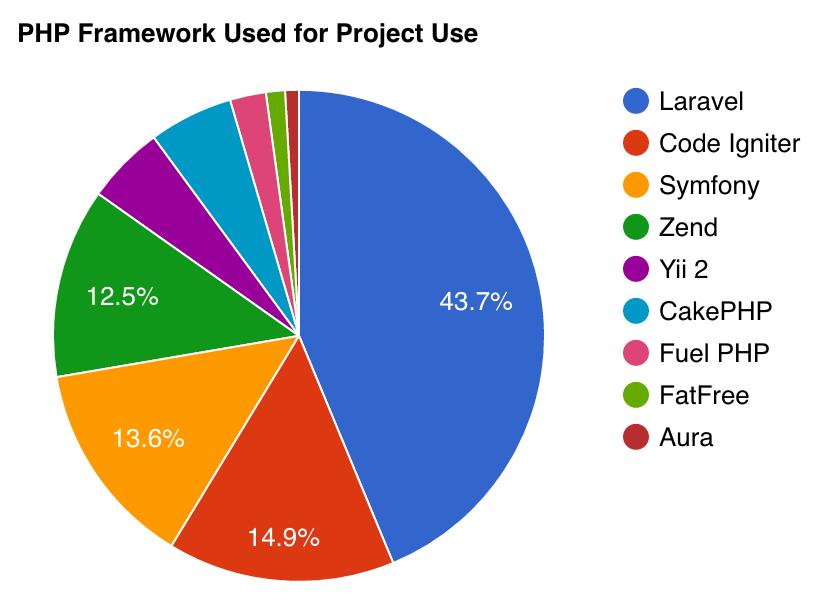 PHP Framework Used for Project Use
Laravel
Code Igniter
Symfony
Zend
Yii 2
CakePHP
Fuel PHP
FatFree
Aura
43.7%
14.9%
13.6%
12.5%